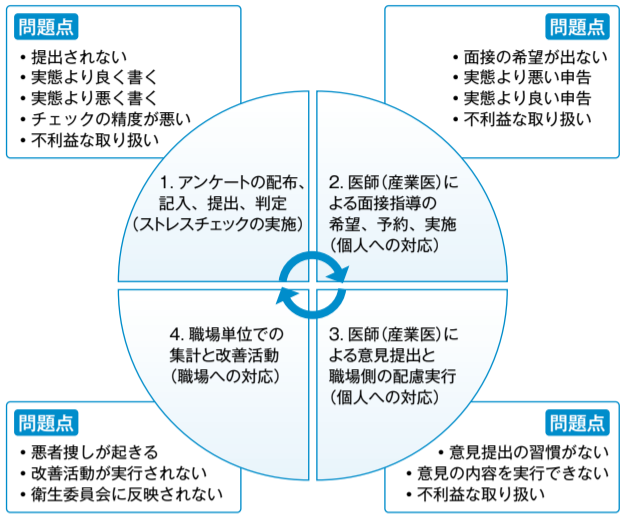 問題点
・提出されない
・実態より良く書く
・実態より悪く書く
・チェックの精度が悪い
・不利益な取り扱い
問題点
・面接の希望が出ない
・実態より悪い申告
・実態より良い申告
・不利益な取り扱い
1. アンケートの配布、
記入、提出、判定
（ストレスチェックの実施）
2. 医師（産業医）に
よる面接指導の
希望、予約、実施
（個人への対応）
4. 職場単位での
集計と改善活動
（職場への対応）
3. 医師（産業医）に
よる意見提出と
職場側の配慮実行
（個人への対応）
問題点
・悪者捜しが起きる
・改善活動が実行されない
・衛生委員会に反映されない
問題点
・意見提出の習慣がない
・意見の内容を実行できない
・不利益な取り扱い